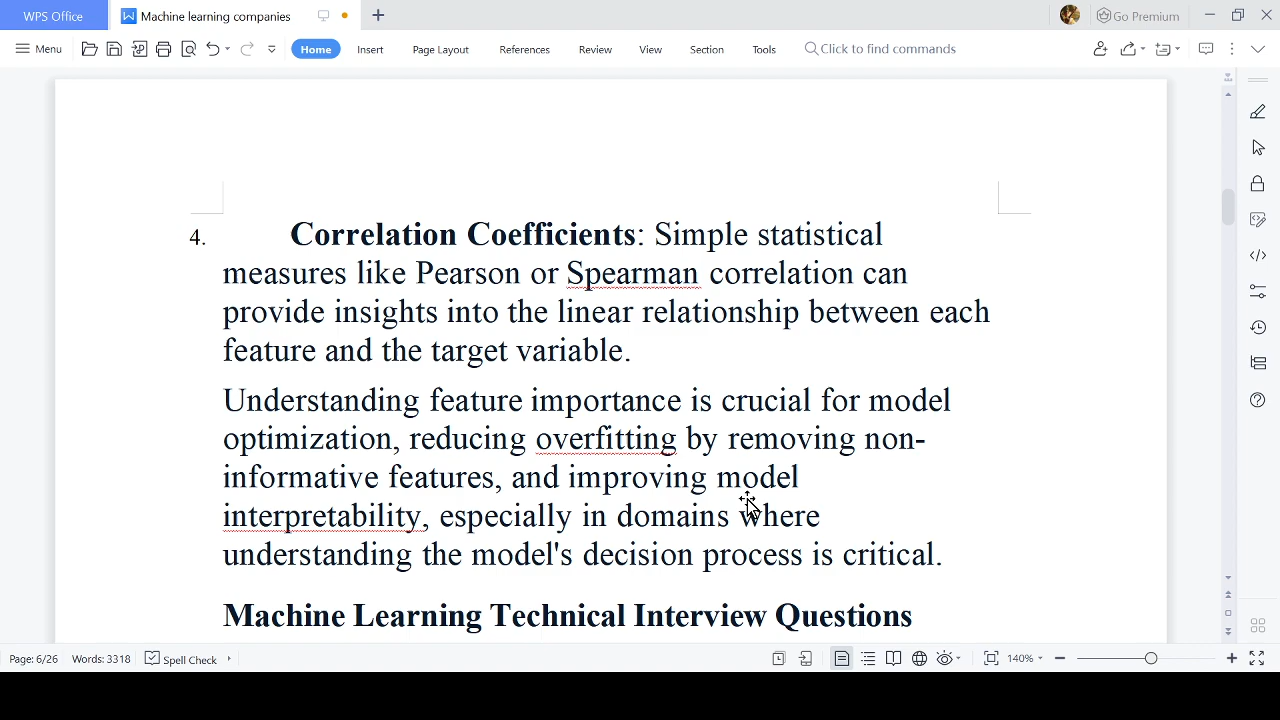 WPS Office
Machine learning companies
Go Premium
Menu
Home
Insert
Page Layout
References
Review
View
Section
Tools
Click to find commands
4. Correlation Coefficients: Simple statistical
measures like Pearson or Spearman correlation can
provide insights into the linear relationship between each
feature and the target variable.
Understanding feature importance is crucial for model
optimization, reducing overfitting by removing non-
informative features, and improving model
interpretability, especially in domains where
understanding the model's decision process is critical.
Machine Learning Technical Interview Questions
Page: 6/26
Words: 3318
Spell Check
140%